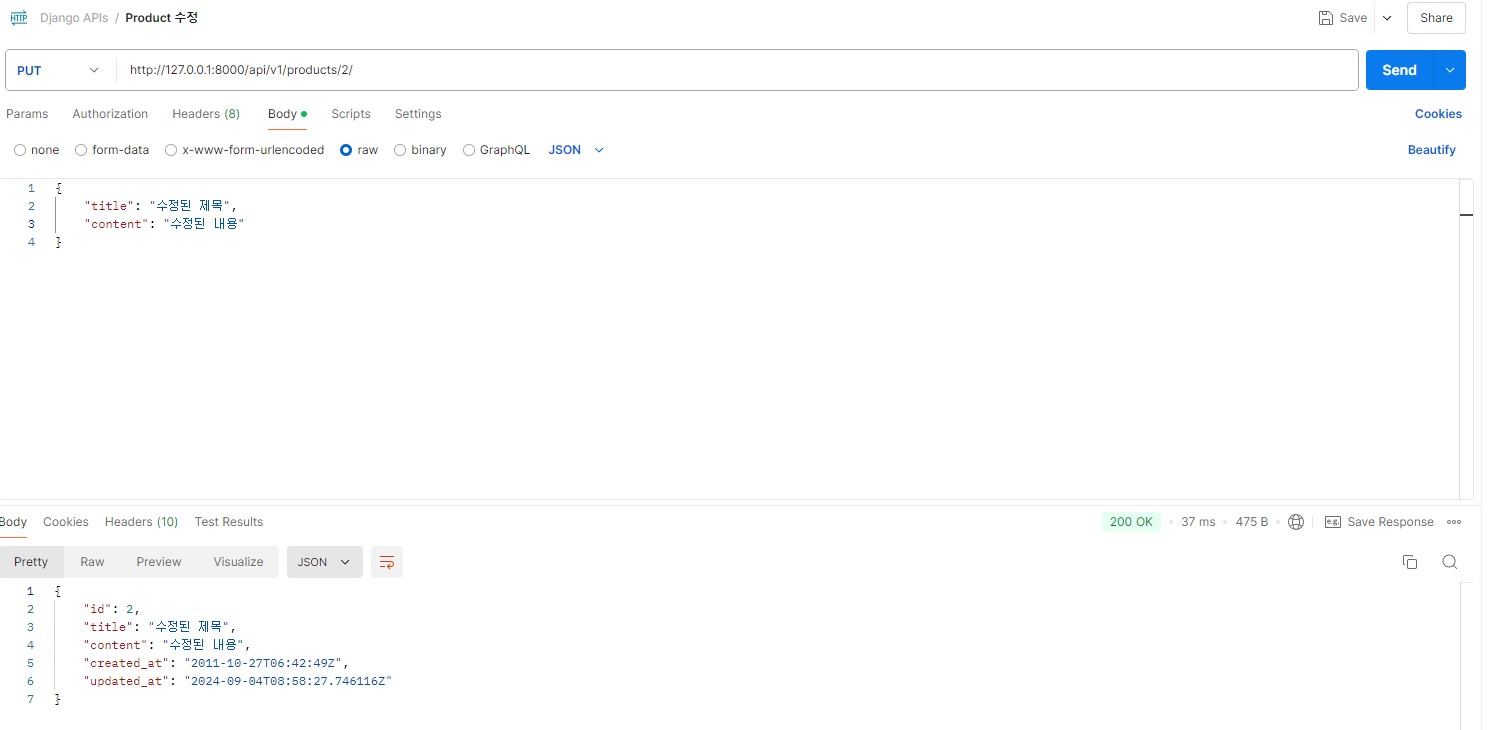 HTTP Django APIs / Product 수정 Save Share
PUT http://127.0.0.1:8000/api/v1/products/2/ Send
Params Authorization Headers (8) Body Scripts Settings Cookies
none form-data x-www-form-urlencoded raw binary GraphQL JSON Beautify
1 {
2 "title": "수정된 제목",
3 "content": "수정된 내용"
4 }
Body Cookies Headers (10) Test Results 200 OK 37 ms 475 B e.g. Save Response
Pretty Raw Preview Visualize JSON
1 {
2 "id": 2,
3 "title": "수정된 제목",
4 "content": "수정된 내용",
5 "created_at": "2011-10-27T06:42:49Z",
6 "updated_at": "2024-09-04T08:58:27.746116Z"
7 }